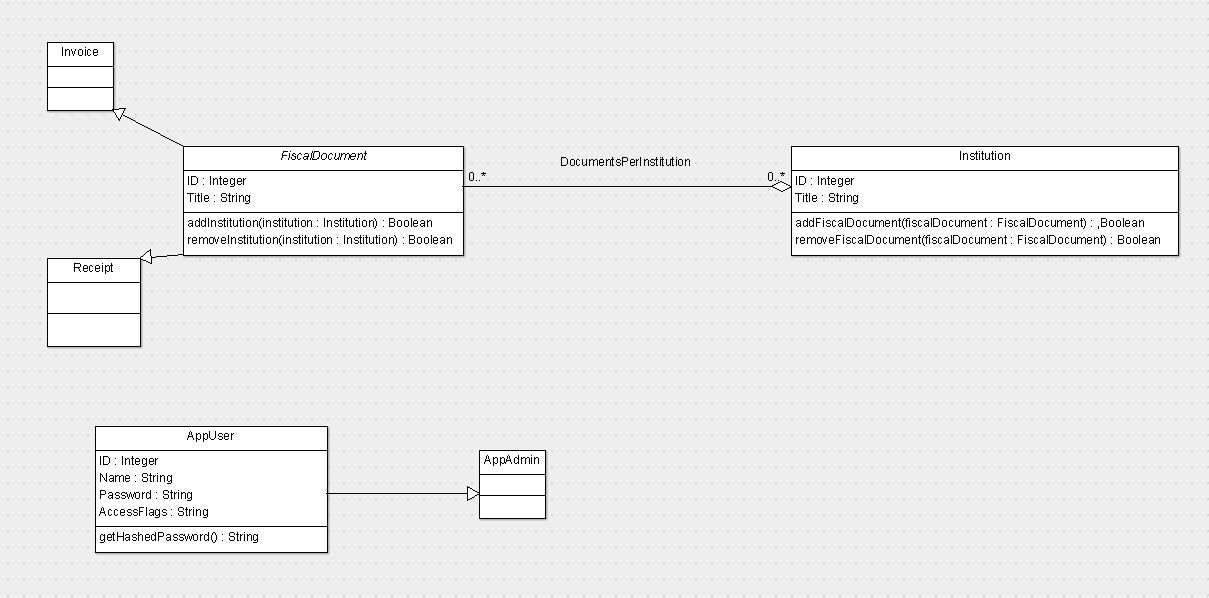 Invoice
FiscalDocument
ID : Integer
Title : String
addInstitution(institution : Institution) : Boolean
removeInstitution(institution : Institution) : Boolean
DocumentsPerInstitution
0..*
0..*
Institution
ID : Integer
Title : String
addFiscalDocument(fiscalDocument : FiscalDocument) : ,Boolean
removeFiscalDocument(fiscalDocument : FiscalDocument) : Boolean
Receipt
AppUser
ID : Integer
Name : String
Password : String
AccessFlags : String
getHashedPassword() : String
AppAdmin